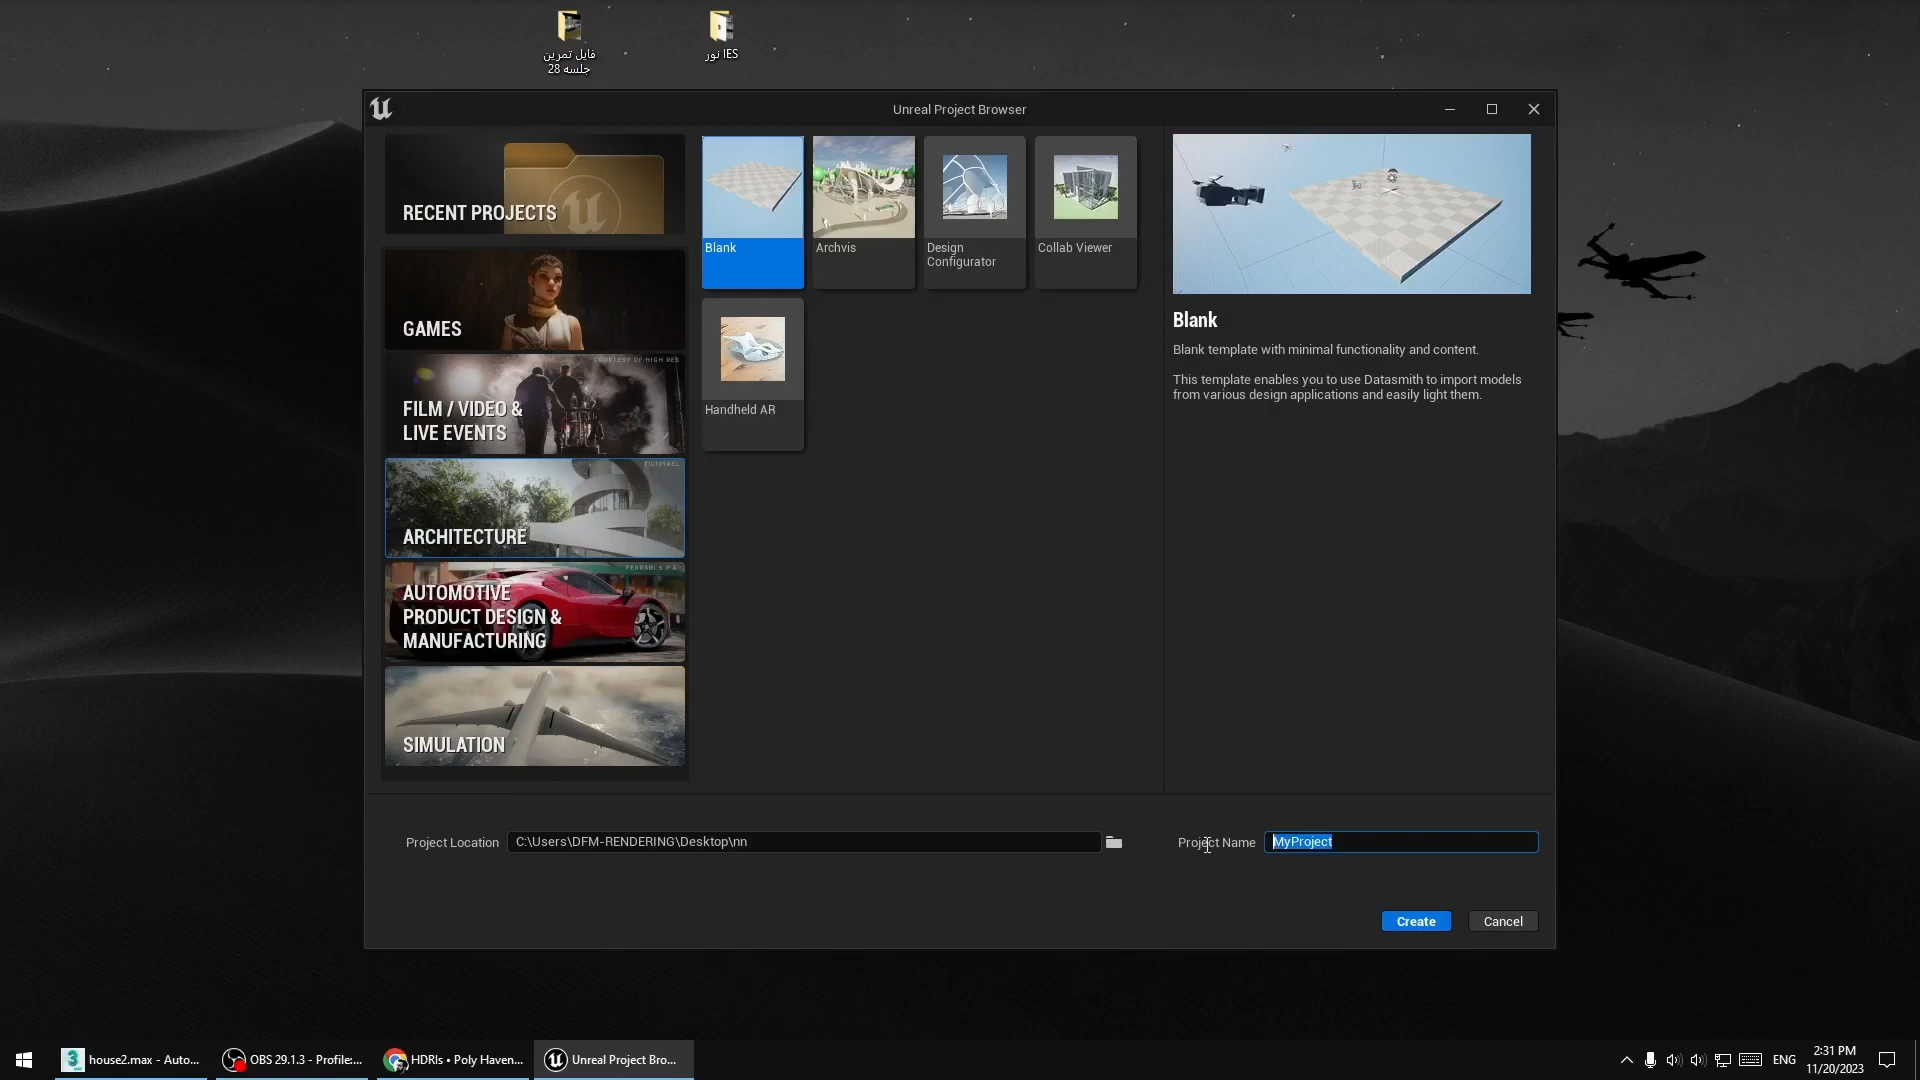 فایل تمرین
جلسه 28
نور IES
Unreal Project Browser
RECENT PROJECTS
GAMES
COURTESY OF HIGH RES
FILM / VIDEO &
LIVE EVENTS
TILTPIXEL
ARCHITECTURE
FERRARI S.P.A
AUTOMOTIVE
PRODUCT DESIGN &
MANUFACTURING
SIMULATION
Blank
Archvis
Design
Configurator
Collab Viewer
Handheld AR
Blank
Blank template with minimal functionality and content.
This template enables you to use Datasmith to import models
from various design applications and easily light them.
Project Location
C:\Users\DFM-RENDERING\Desktop\nn
Project Name
MyProject
Create
Cancel
house2.max - Auto...
OBS 29.1.3 - Profile:...
HDRIs • Poly Haven...
Unreal Project Bro...
ENG
2:31 PM
11/20/2023